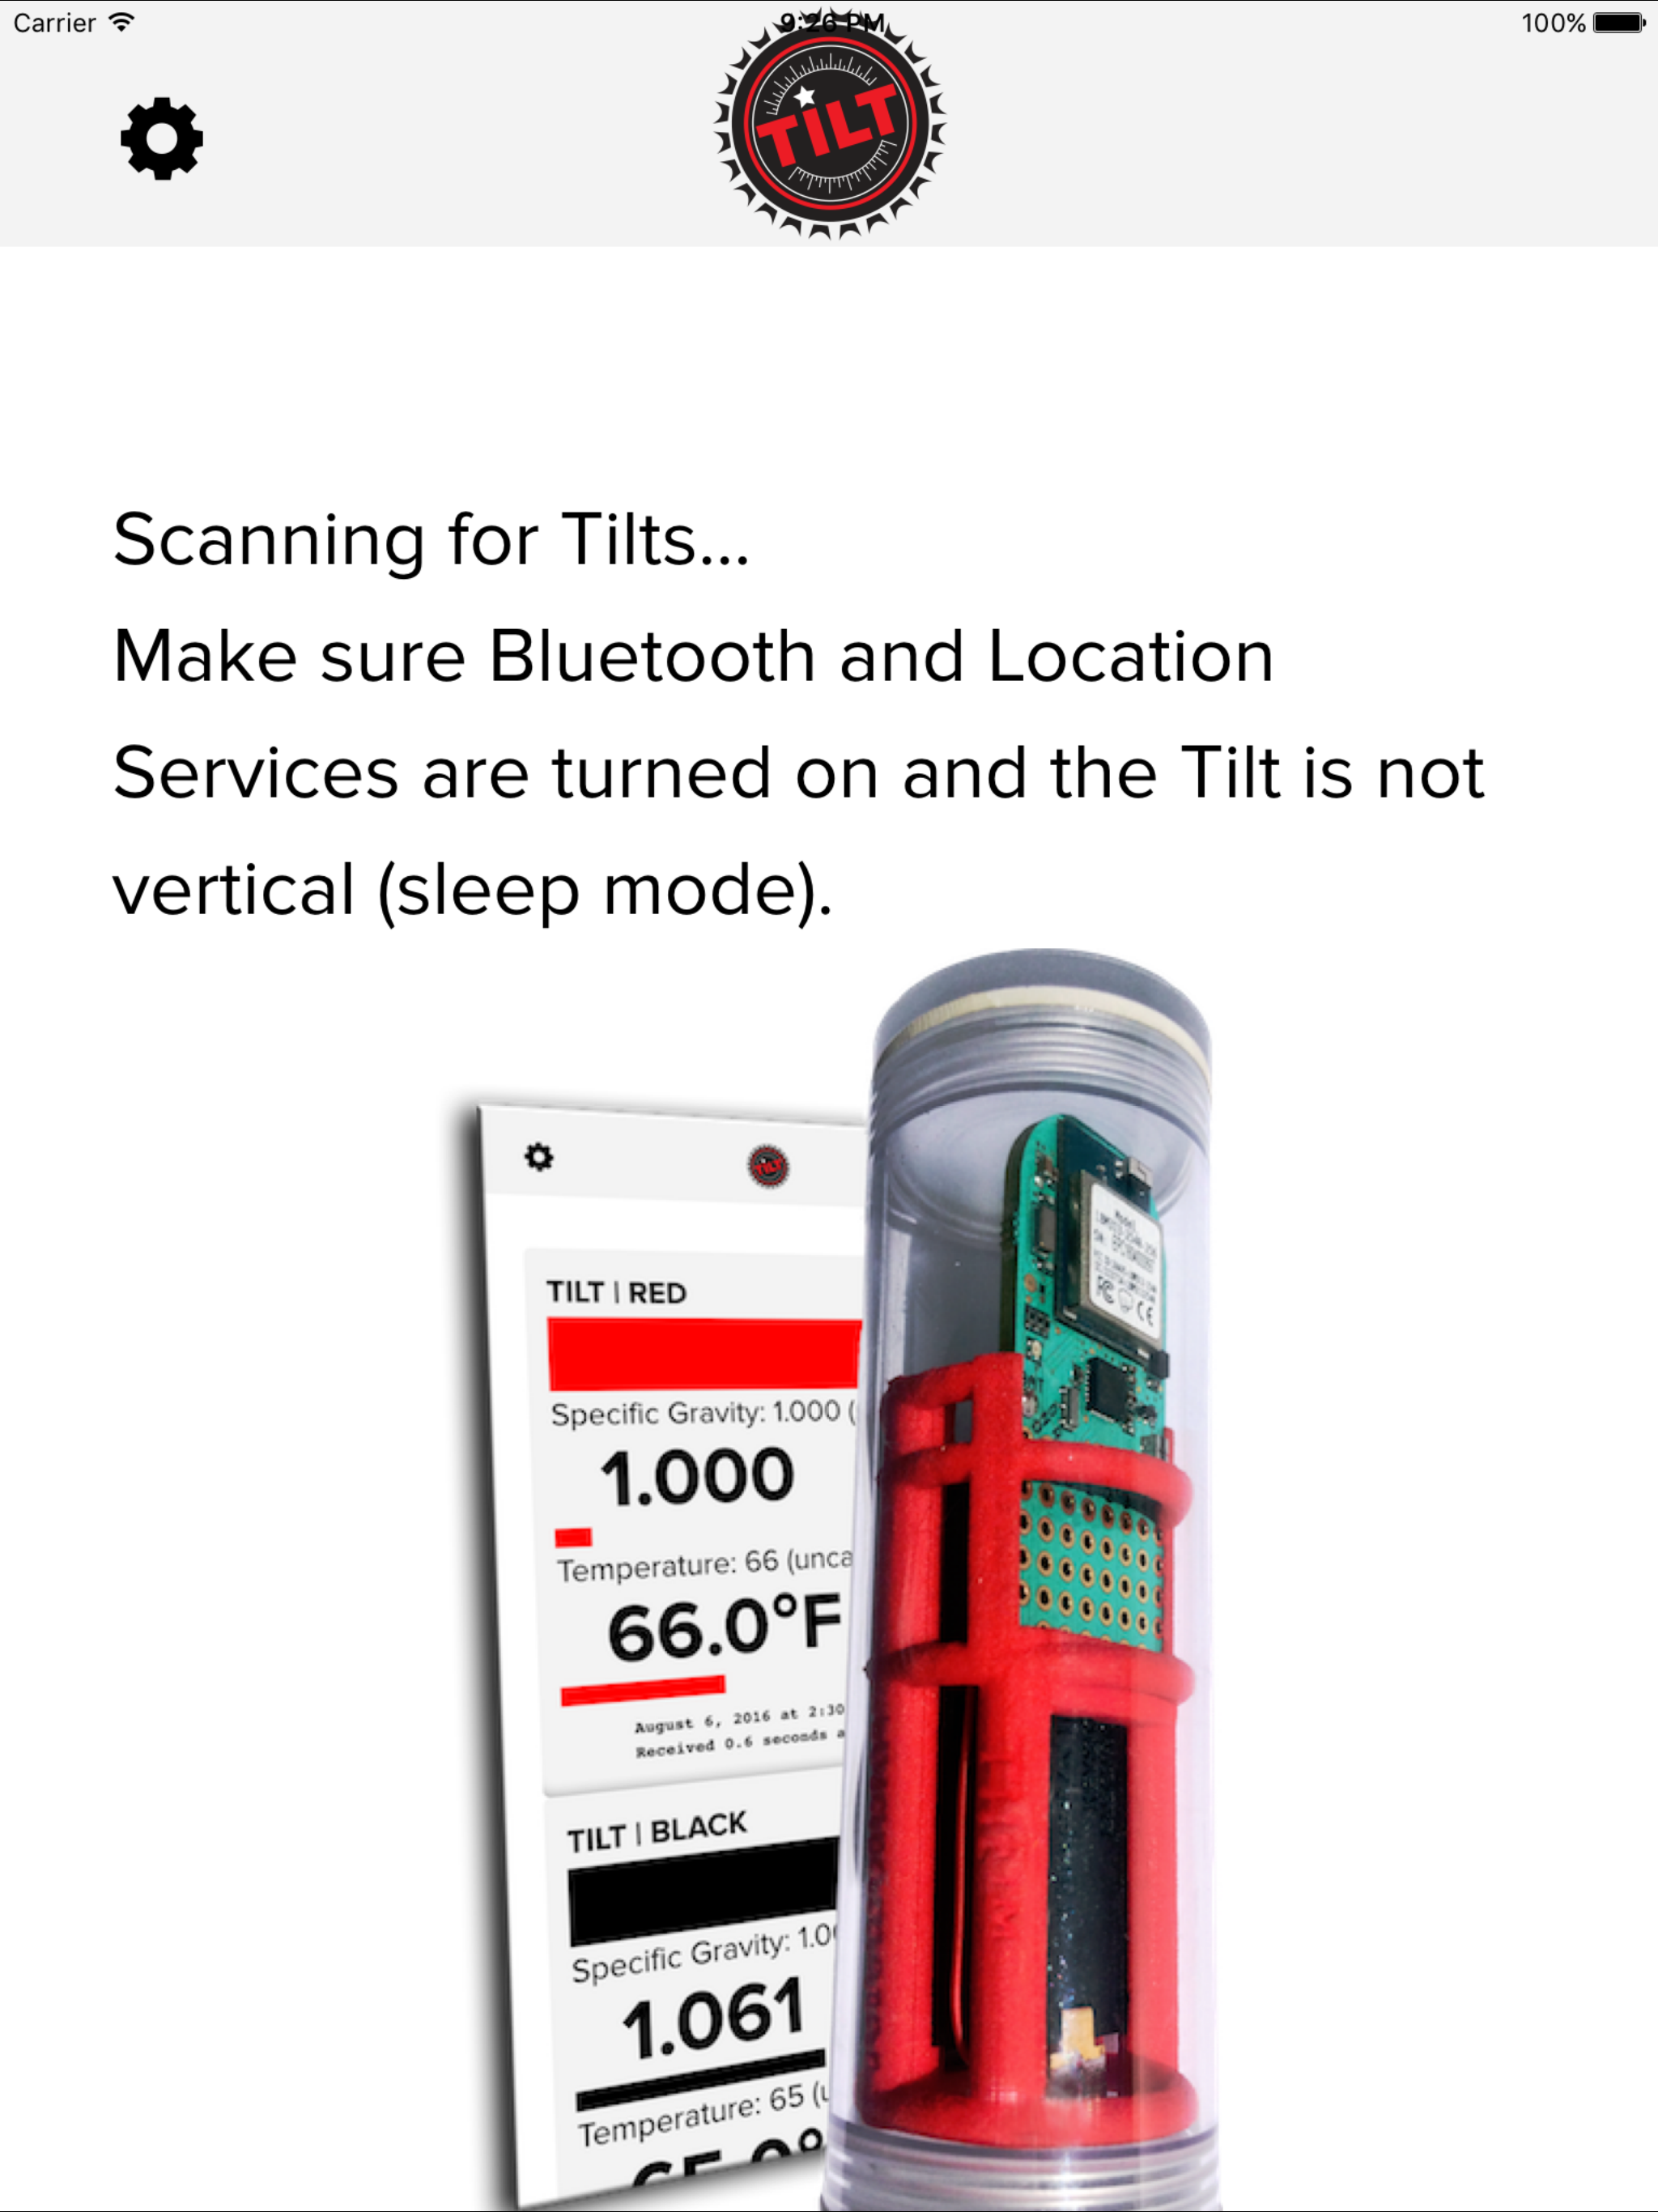 Carrier
9:26 PM
100%
TILT
Scanning for Tilts...
Make sure Bluetooth and Location
Services are turned on and the Tilt is not
vertical (sleep mode).
TILT
TILT | RED
Specific Gravity: 1.000 (
1.000
Temperature: 66 (unca
66.0°F
August 6, 2016 at 2:30
Received 0.6 seconds a
TILT | BLACK
Specific Gravity: 1.0
1.061
Temperature: 65 (u
Model
FC CE